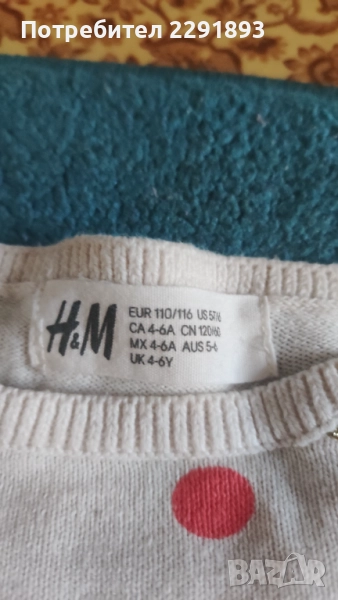 Потребител 2291893
H&M
EUR 110/116 US 5T/6
CA 4-6A CN 120/60
MX 4-6A AUS 5-6
UK 4-6Y
BAZAR